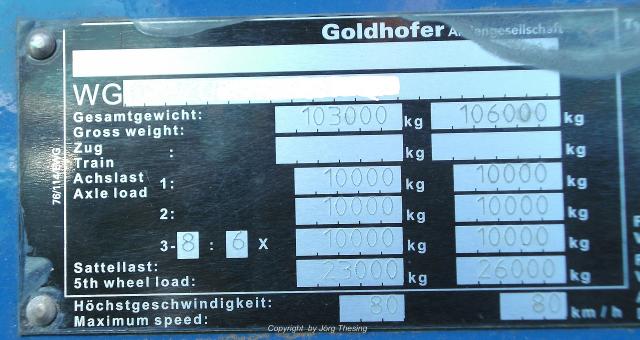 Goldhofer Aktiengesellschaft
WG
Gesamtgewicht: 103000 kg 106000 kg
Gross weight:
Zug : kg kg
Train
Achslast 1: 10000 kg 10000 kg
Axle load
2: 10000 kg 10000 kg
3-8 : 6 x 10000 kg 10000 kg
Sattellast: 23000 kg 26000 kg
5th wheel load:
Höchstgeschwindigkeit: 80 80 km/h
Maximum speed:
Copyright by Jörg Thesing